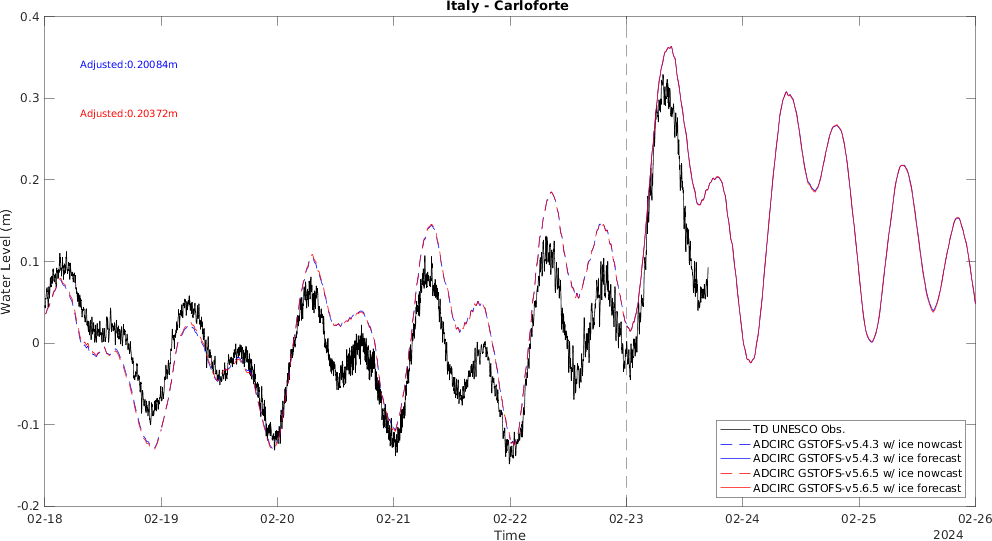 Italy - Carloforte
0.4
0.3
0.2
0.1
0
-0.1
-0.2
Water Level (m)
Adjusted:0.20084m
Adjusted:0.20372m
TD UNESCO Obs.
ADCIRC GSTOFS-v5.4.3 w/ ice nowcast
ADCIRC GSTOFS-v5.4.3 w/ ice forecast
ADCIRC GSTOFS-v5.6.5 w/ ice nowcast
ADCIRC GSTOFS-v5.6.5 w/ ice forecast
02-18 02-19 02-20 02-21 02-22 02-23 02-24 02-25 02-26
Time
2024